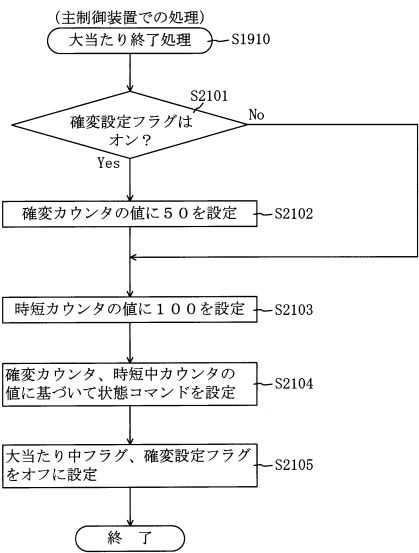 (主制御装置での処理)
大当たり終了処理
S1910
S2101
確変設定フラグは
オン?
No
Yes
確変カウンタの値に50を設定
S2102
時短カウンタの値に100を設定
S2103
確変カウンタ、時短中カウンタの
値に基づいて状態コマンドを設定
S2104
大当たり中フラグ、確変設定フラグ
をオフに設定
S2105
終 了